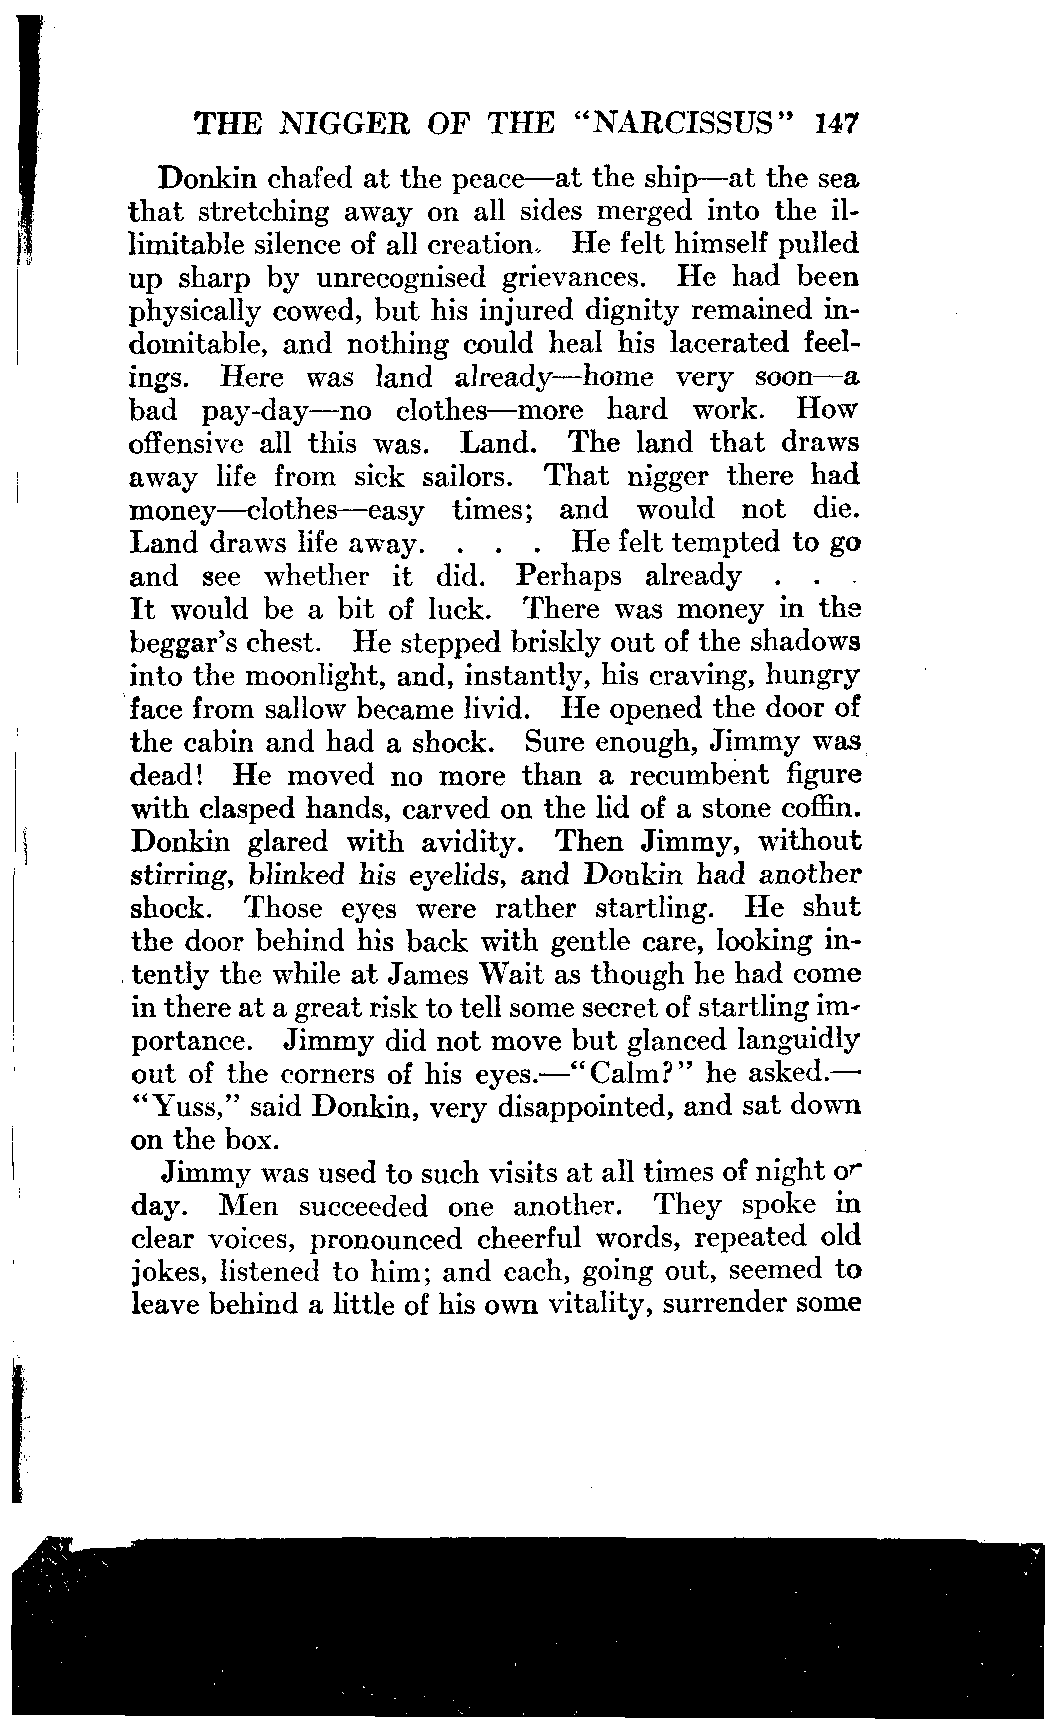 THE NIGGER OF THE "NARCISSUS" 147
Donkin chafed at the peace—at the ship—at the sea
that stretching away on all sides merged into the il-
limitable silence of all creation. He felt himself pulled
up sharp by unrecognised grievances. He had been
physically cowed, but his injured dignity remained in-
domitable, and nothing could heal his lacerated feel-
ings. Here was land already—home very soon—a
bad pay-day—no clothes—more hard work. How
offensive all this was. Land. The land that draws
away life from sick sailors. That nigger there had
money—clothes—easy times; and would not die.
Land draws life away. . . . He felt tempted to go
and see whether it did. Perhaps already . . .
It would be a bit of luck. There was money in the
beggar's chest. He stepped briskly out of the shadows
into the moonlight, and, instantly, his craving, hungry
face from sallow became livid. He opened the door of
the cabin and had a shock. Sure enough, Jimmy was
dead! He moved no more than a recumbent figure
with clasped hands, carved on the lid of a stone coffin.
Donkin glared with avidity. Then Jimmy, without
stirring, blinked his eyelids, and Donkin had another
shock. Those eyes were rather startling. He shut
the door behind his back with gentle care, looking in-
tently the while at James Wait as though he had come
in there at a great risk to tell some secret of startling im-
portance. Jimmy did not move but glanced languidly
out of the corners of his eyes.—"Calm?" he asked.—
"Yuss," said Donkin, very disappointed, and sat down
on the box.
Jimmy was used to such visits at all times of night or
day. Men succeeded one another. They spoke in
clear voices, pronounced cheerful words, repeated old
jokes, listened to him; and each, going out, seemed to
leave behind a little of his own vitality, surrender some